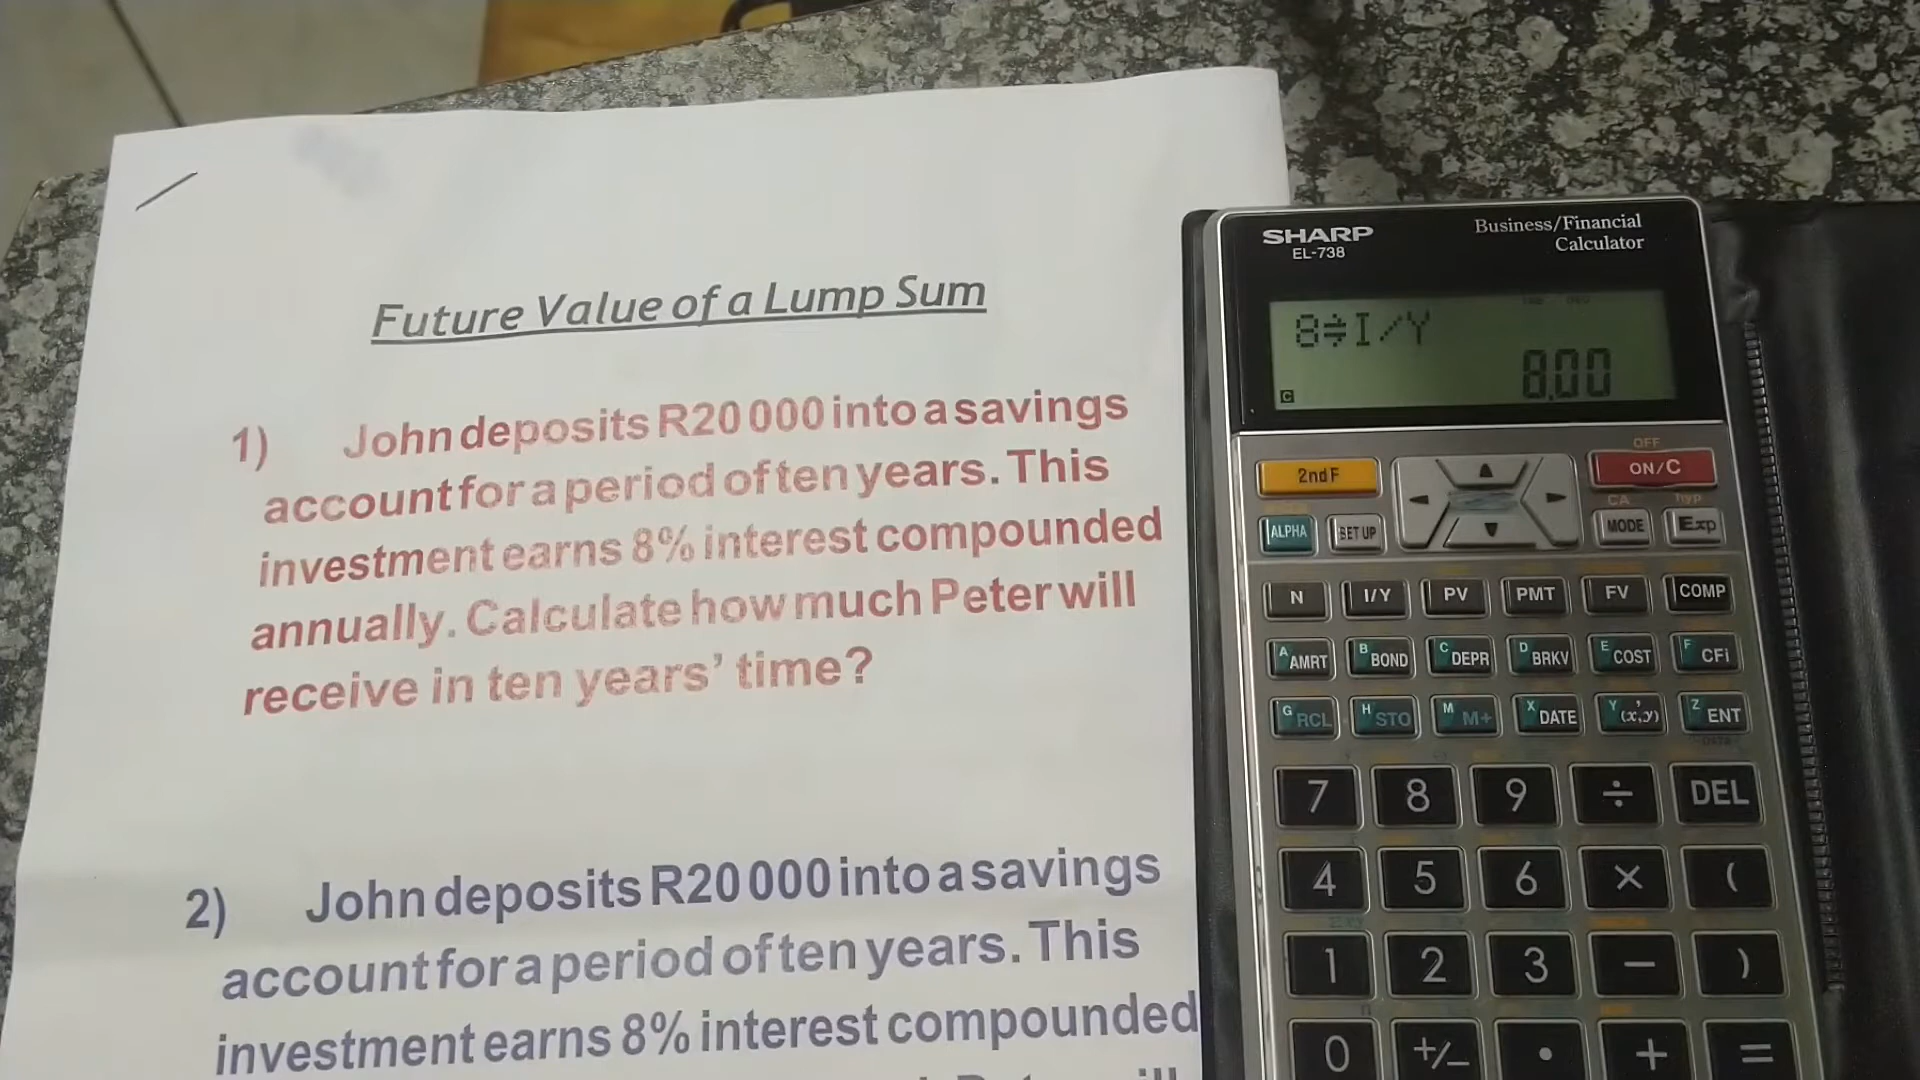 Future Value of a Lump Sum
1) John deposits R20 000 into a savings
account for a period of ten years. This
investment earns 8% interest compounded
annually. Calculate how much Peter will
receive in ten years' time?
2) John deposits R20 000 into a savings
account for a period of ten years. This
investment earns 8% interest compounded
SHARP
EL-738
Business/Financial
Calculator
8⇒I/Y
8.00
C
OFF
2ndF
ON/C
CA hyp
ALPHA SET UP MODE Exp
N I/Y PV PMT FV COMP
A AMRT B BOND C DEPR D BRKV E COST F CFi
G RCL H STO M M+ X DATE Y (x,y) Z ENT
DATA
7 8 9 ÷ DEL
4 5 6 × (
1 2 3 − )
0 +/− • + =